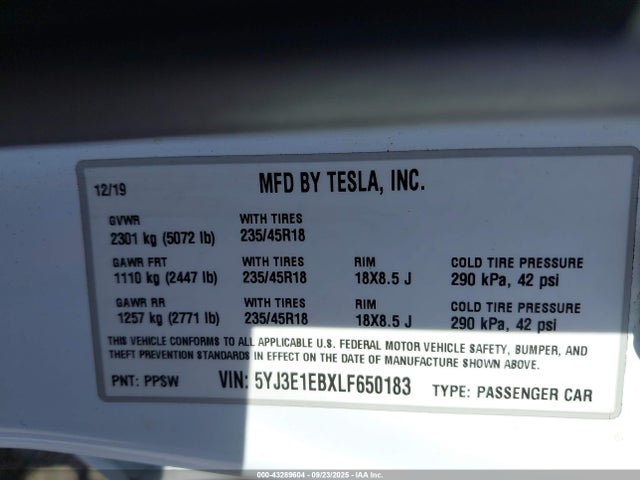 12/19 MFD BY TESLA, INC.
GVWR WITH TIRES
2301 kg (5072 lb) 235/45R18
GAWR FRT WITH TIRES RIM COLD TIRE PRESSURE
1110 kg (2447 lb) 235/45R18 18X8.5 J 290 kPa, 42 psi
GAWR RR WITH TIRES RIM COLD TIRE PRESSURE
1257 kg (2771 lb) 235/45R18 18X8.5 J 290 kPa, 42 psi
THIS VEHICLE CONFORMS TO ALL APPLICABLE U.S. FEDERAL MOTOR VEHICLE SAFETY, BUMPER, AND
THEFT PREVENTION STANDARDS IN EFFECT ON THE DATE OF MANUFACTURE SHOWN ABOVE.
PNT: PPSW VIN: 5YJ3E1EBXLF650183 TYPE: PASSENGER CAR
000-43289604 - 09/23/2025 - IAAI.COM